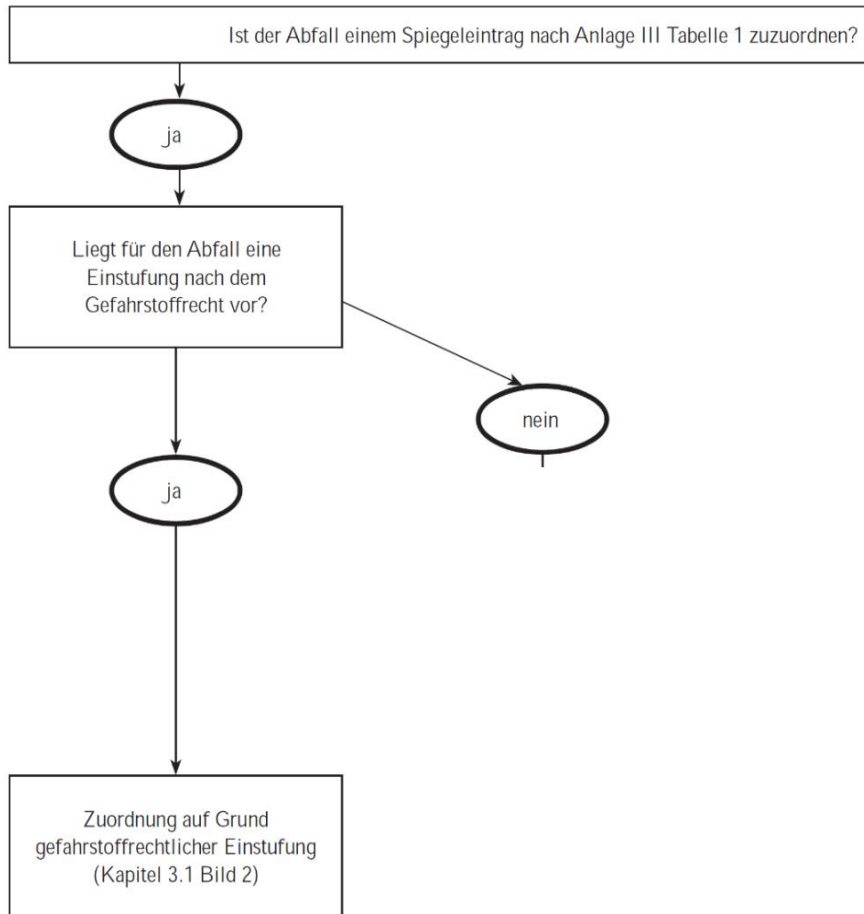 Ist der Abfall einem Spiegeleintrag nach Anlage III Tabelle 1 zuzuordnen?
ja
Liegt für den Abfall eine
Einstufung nach dem
Gefahrstoffrecht vor?
nein
ja
Zuordnung auf Grund
gefahrstoffrechtlicher Einstufung
(Kapitel 3.1 Bild 2)